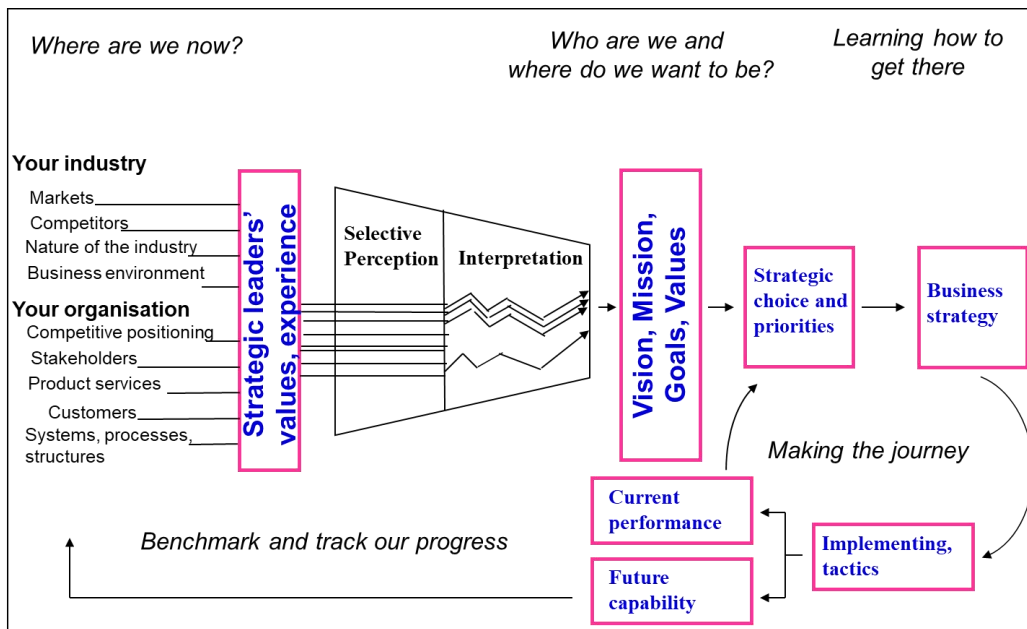 Where are we now?
Who are we and
where do we want to be?
Learning how to
get there
Your industry
Markets
Competitors
Nature of the industry
Business environment
Your organisation
Competitive positioning
Stakeholders
Product services
Customers
Systems, processes,
structures
Strategic leaders'
values, experience
Selective
Perception
Interpretation
Vision, Mission,
Goals, Values
Strategic
choice and
priorities
Business
strategy
Making the journey
Current
performance
Future
capability
Implementing,
tactics
Benchmark and track our progress